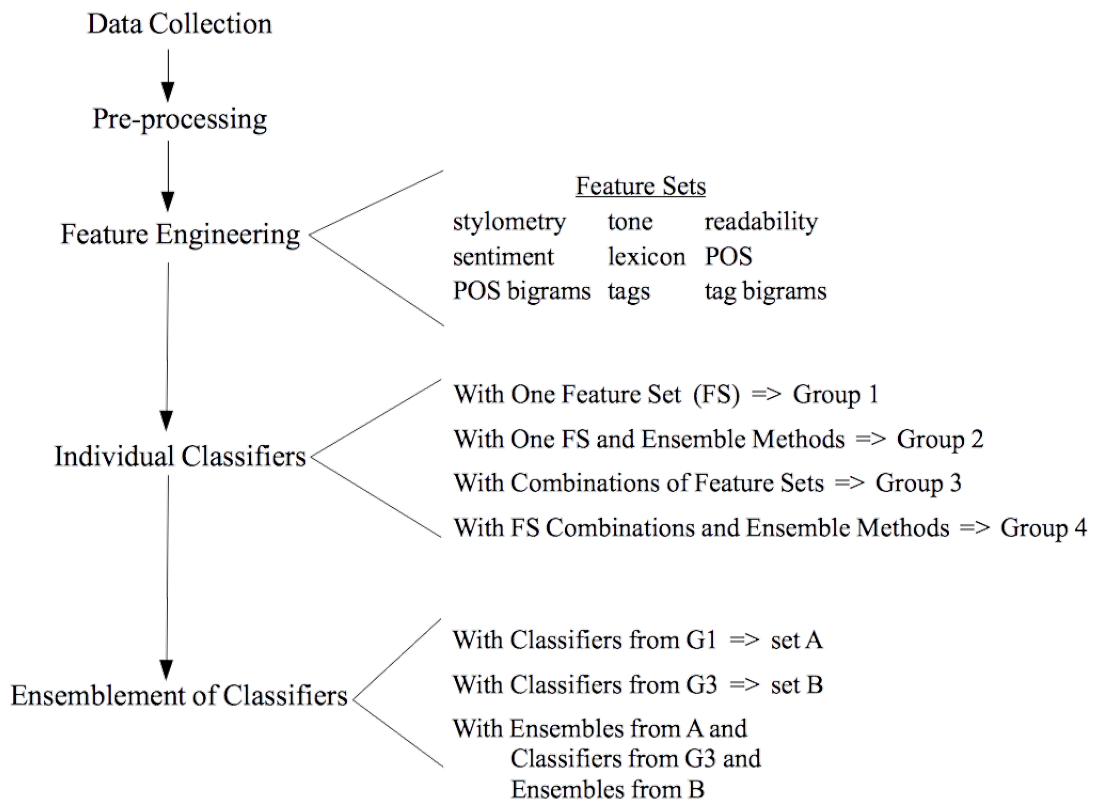 Data Collection
Pre-processing
Feature Engineering
Feature Sets
stylometry tone readability
sentiment lexicon POS
POS bigrams tags tag bigrams
Individual Classifiers
With One Feature Set (FS) => Group 1
With One FS and Ensemble Methods => Group 2
With Combinations of Feature Sets => Group 3
With FS Combinations and Ensemble Methods => Group 4
Ensemblement of Classifiers
With Classifiers from G1 => set A
With Classifiers from G3 => set B
With Ensembles from A and
Classifiers from G3 and
Ensembles from B